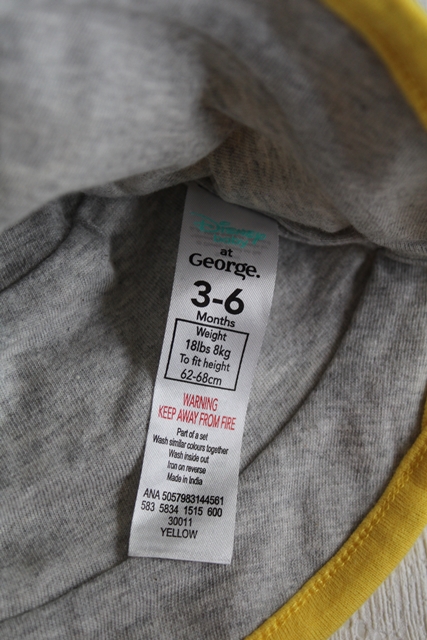 Disney
baby
at
George.
3-6
Months
Weight
18lbs 8kg
To fit height
62-68cm
WARNING
KEEP AWAY FROM FIRE
Part of a set
Wash similar colours together
Wash inside out
Iron on reverse
Made in India
ANA 5057983144561
583 5834 1515 600
30011
YELLOW